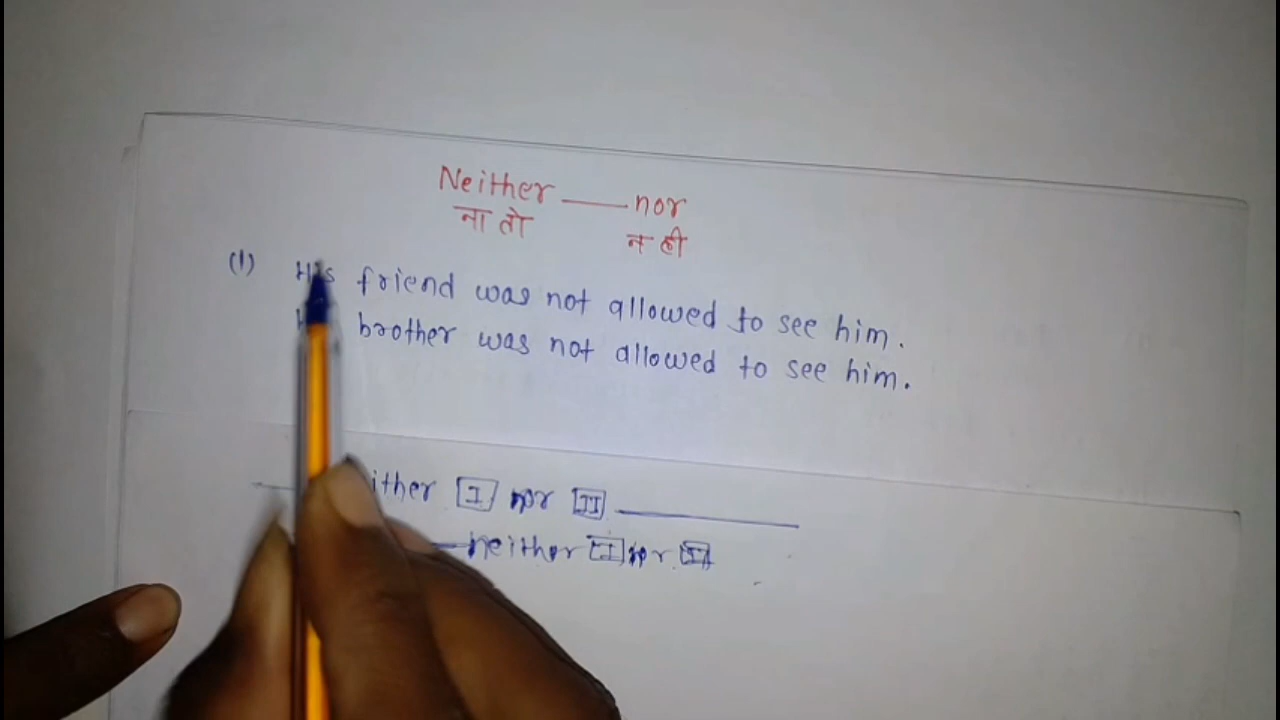 Neither — nor
ना तो न ही
(1) His friend was not allowed to see him.
brother was not allowed to see him.
I nor II
neither I nor II